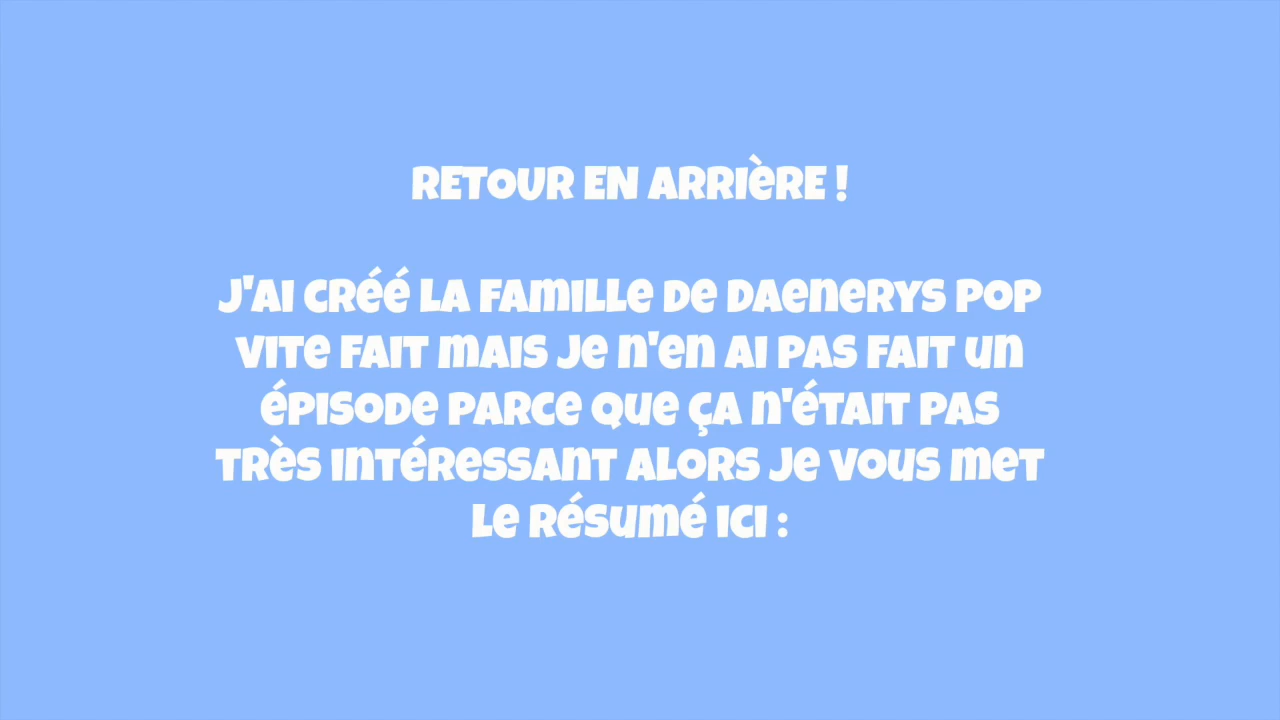 RETOUR EN ARRIÈRE !
J'AI CRÉÉ LA FAMILLE DE DAENERYS POP
VITE FAIT MAIS JE N'EN AI PAS FAIT UN
ÉPISODE PARCE QUE ÇA N'ÉTAIT PAS
TRÈS INTÉRESSANT ALORS JE VOUS MET
LE RÉSUMÉ ICI :